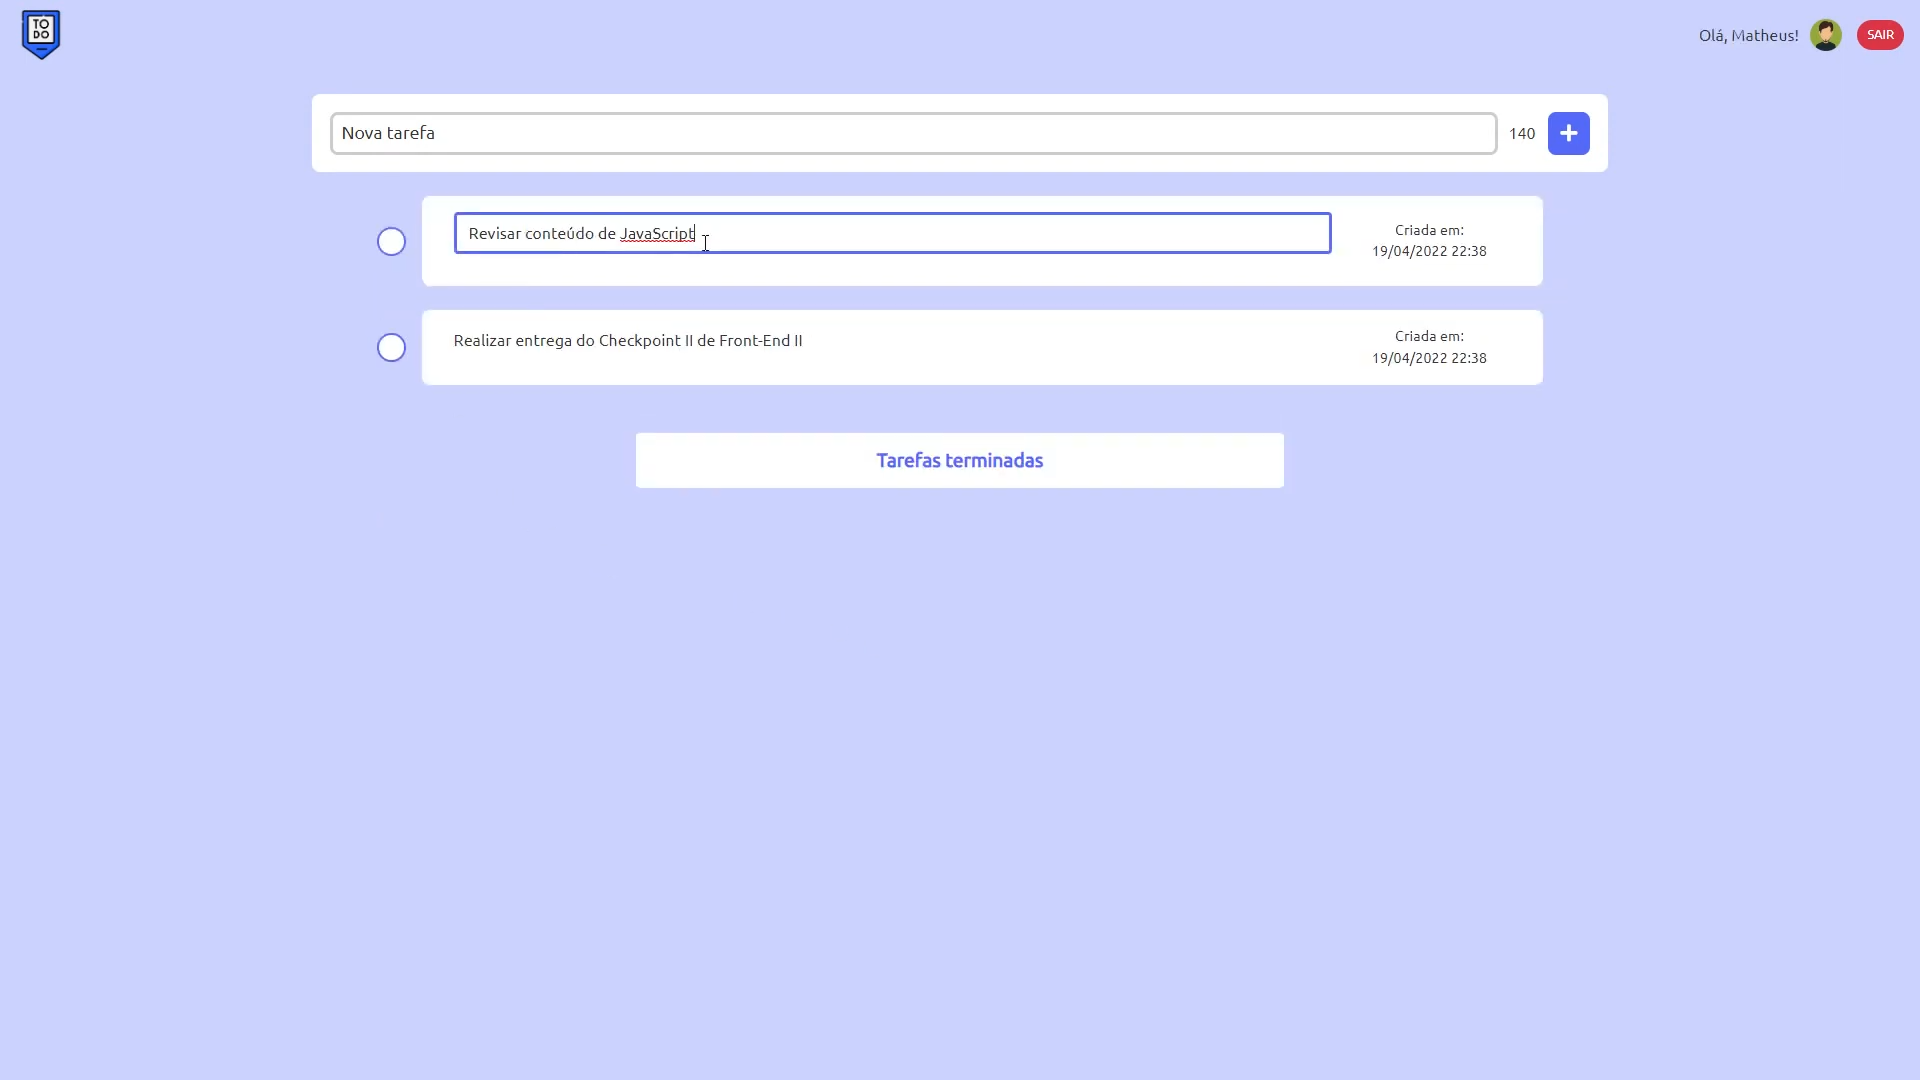 TO
DO
Olá, Matheus!
SAIR
Nova tarefa
140
+
Revisar conteúdo de JavaScript
Criada em:
19/04/2022 22:38
Realizar entrega do Checkpoint II de Front-End II
Criada em:
19/04/2022 22:38
Tarefas terminadas